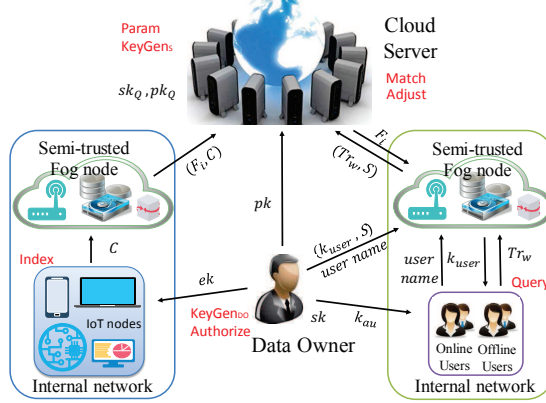 Param
KeyGenS
Cloud
Server
skQ ,pkQ
Match
Adjust
Semi-trusted
Fog node
(Fi, C)
Fi
(Trw, S)
Semi-trusted
Fog node
pk
C
(kuser , S)
user name
user
name
kuser
Trw
Index
IoT nodes
ek
KeyGenDO
Authorize
sk
kau
Query
Online
Users
Offline
Users
Data Owner
Internal network
Internal network